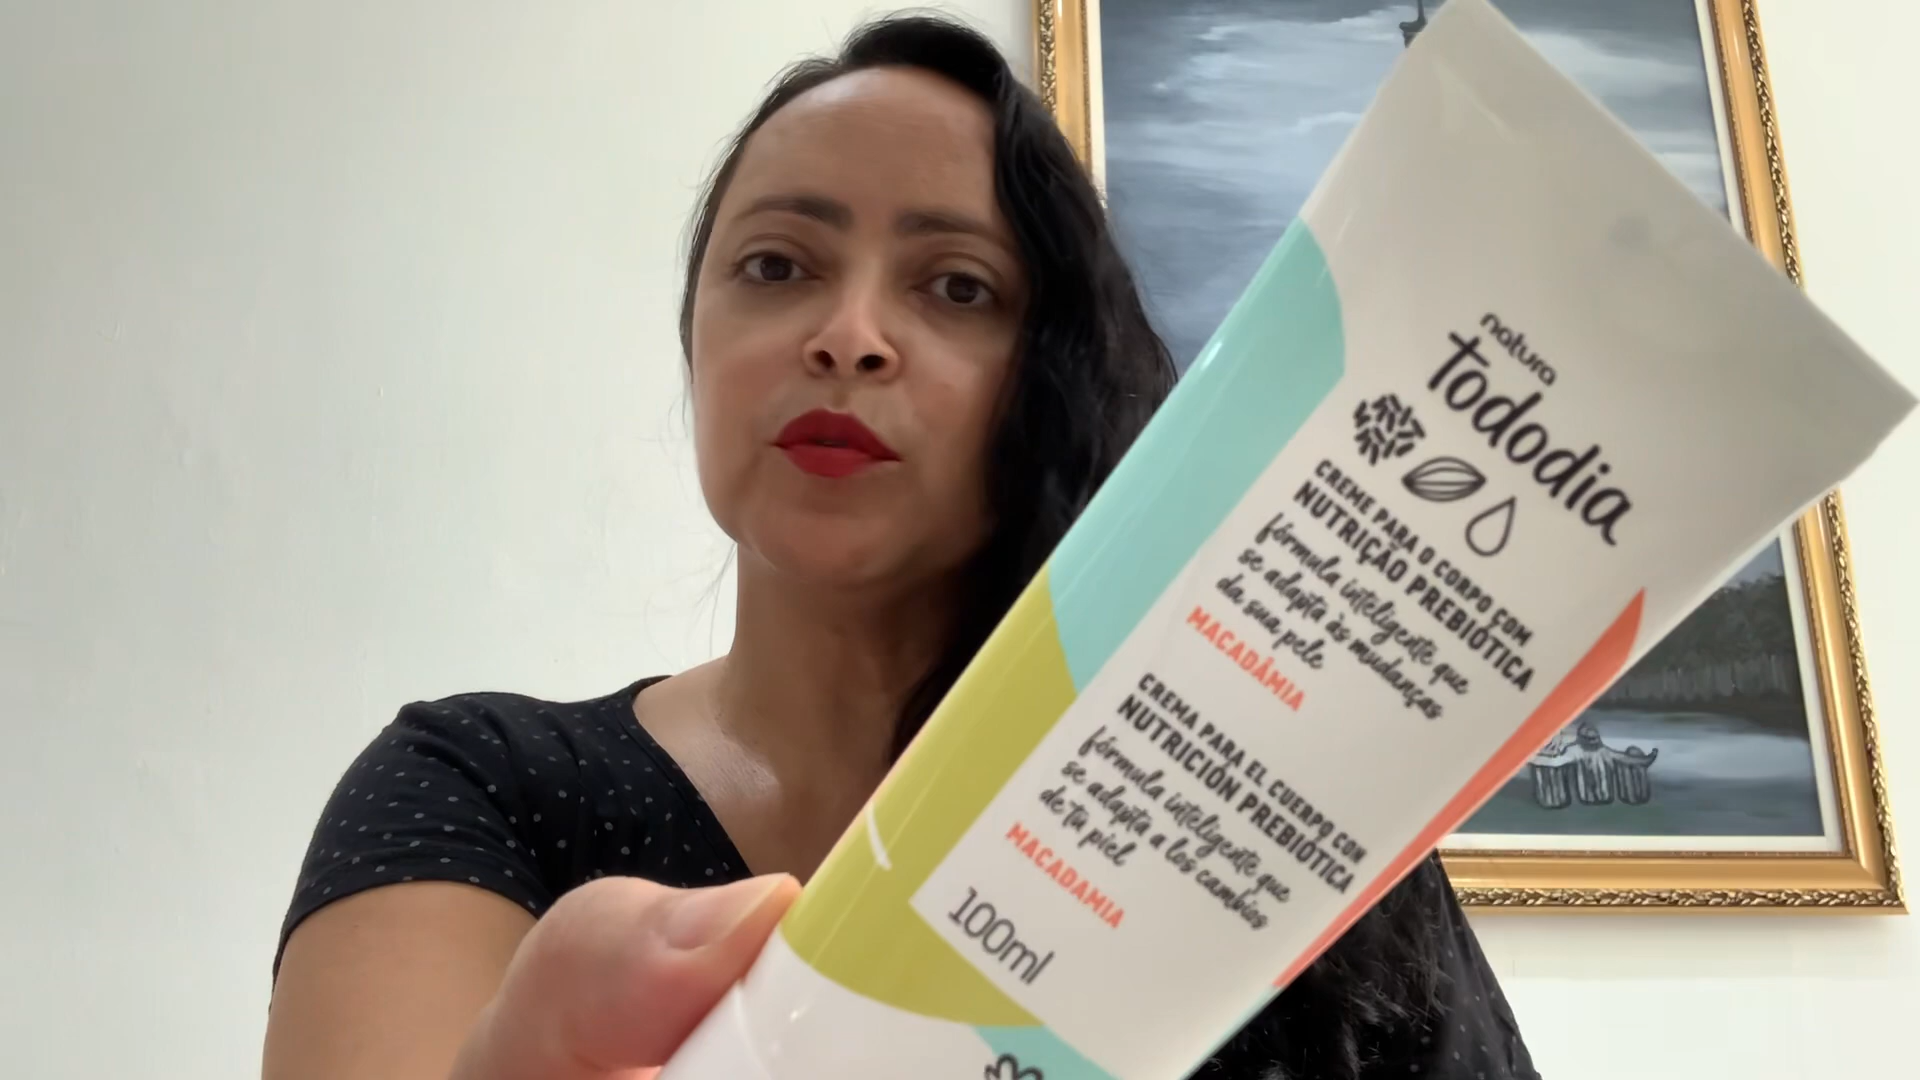 natura
Tododia
CREME PARA O CORPO COM
NUTRIÇÃO PREBIÓTICA
fórmula inteligente que
se adapta às mudanças
da sua pele
MACADÂMIA
CREMA PARA EL CUERPO CON
NUTRICIÓN PREBIÓTICA
fórmula inteligente que
se adapta a los cambios
de tu piel
MACADAMIA
100ml